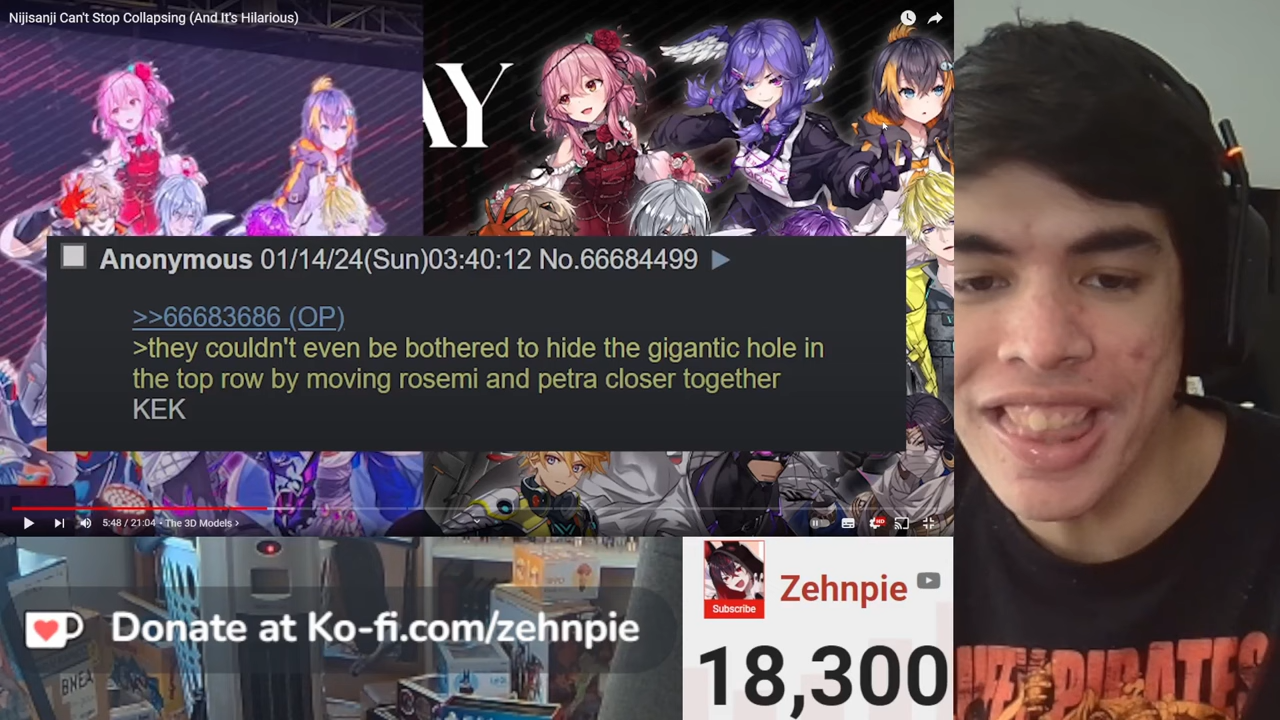 Nijisanji Can't Stop Collapsing (And It's Hilarious)
AY
Anonymous 01/14/24(Sun)03:40:12 No.66684499
>>66683686 (OP)
>they couldn't even be bothered to hide the gigantic hole in
the top row by moving rosemi and petra closer together
KEK
5:48 / 21:04 • The 3D Models ›
HD
Donate at Ko-fi.com/zehnpie
Subscribe
Zehnpie
18,300
PIRATES